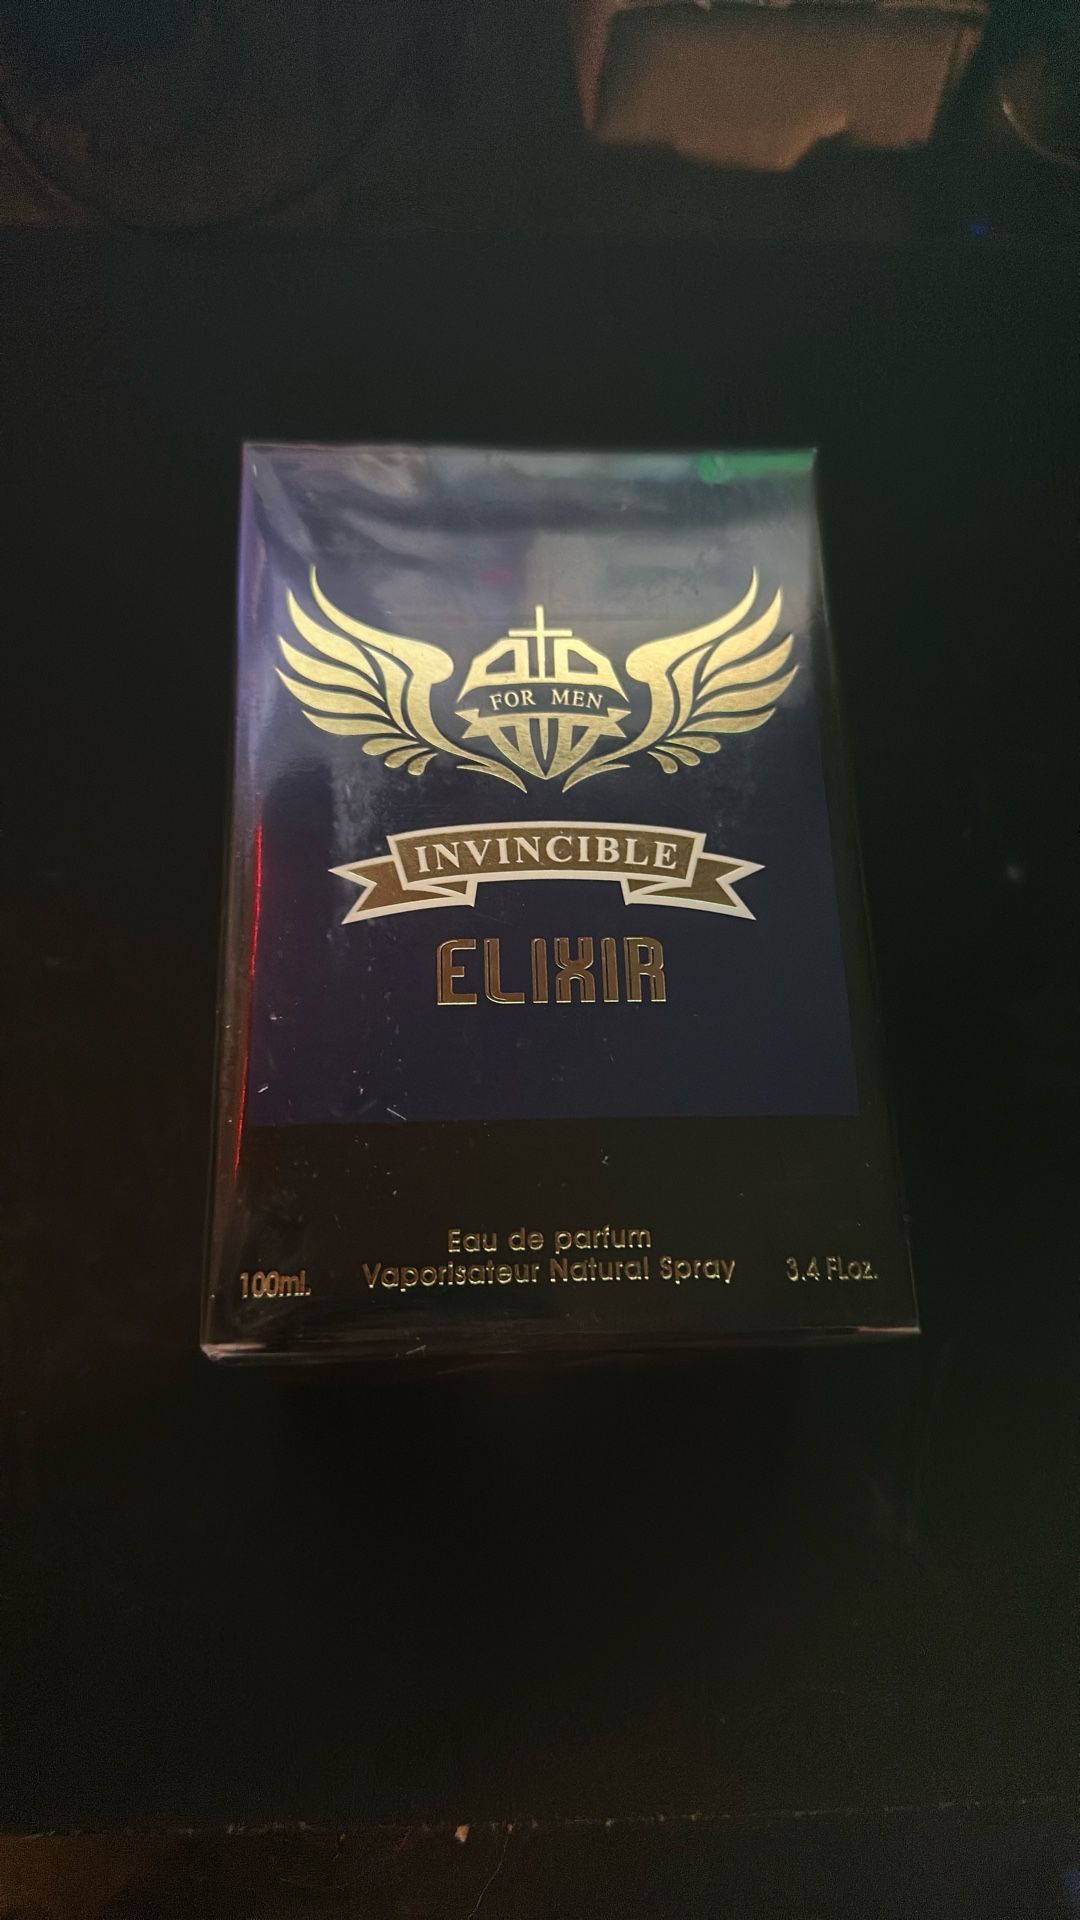 FOR MEN
INVINCIBLE
ELIXIR
Eau de parfum
100ml. Vaporisateur Natural Spray 3.4 Fl.oz.